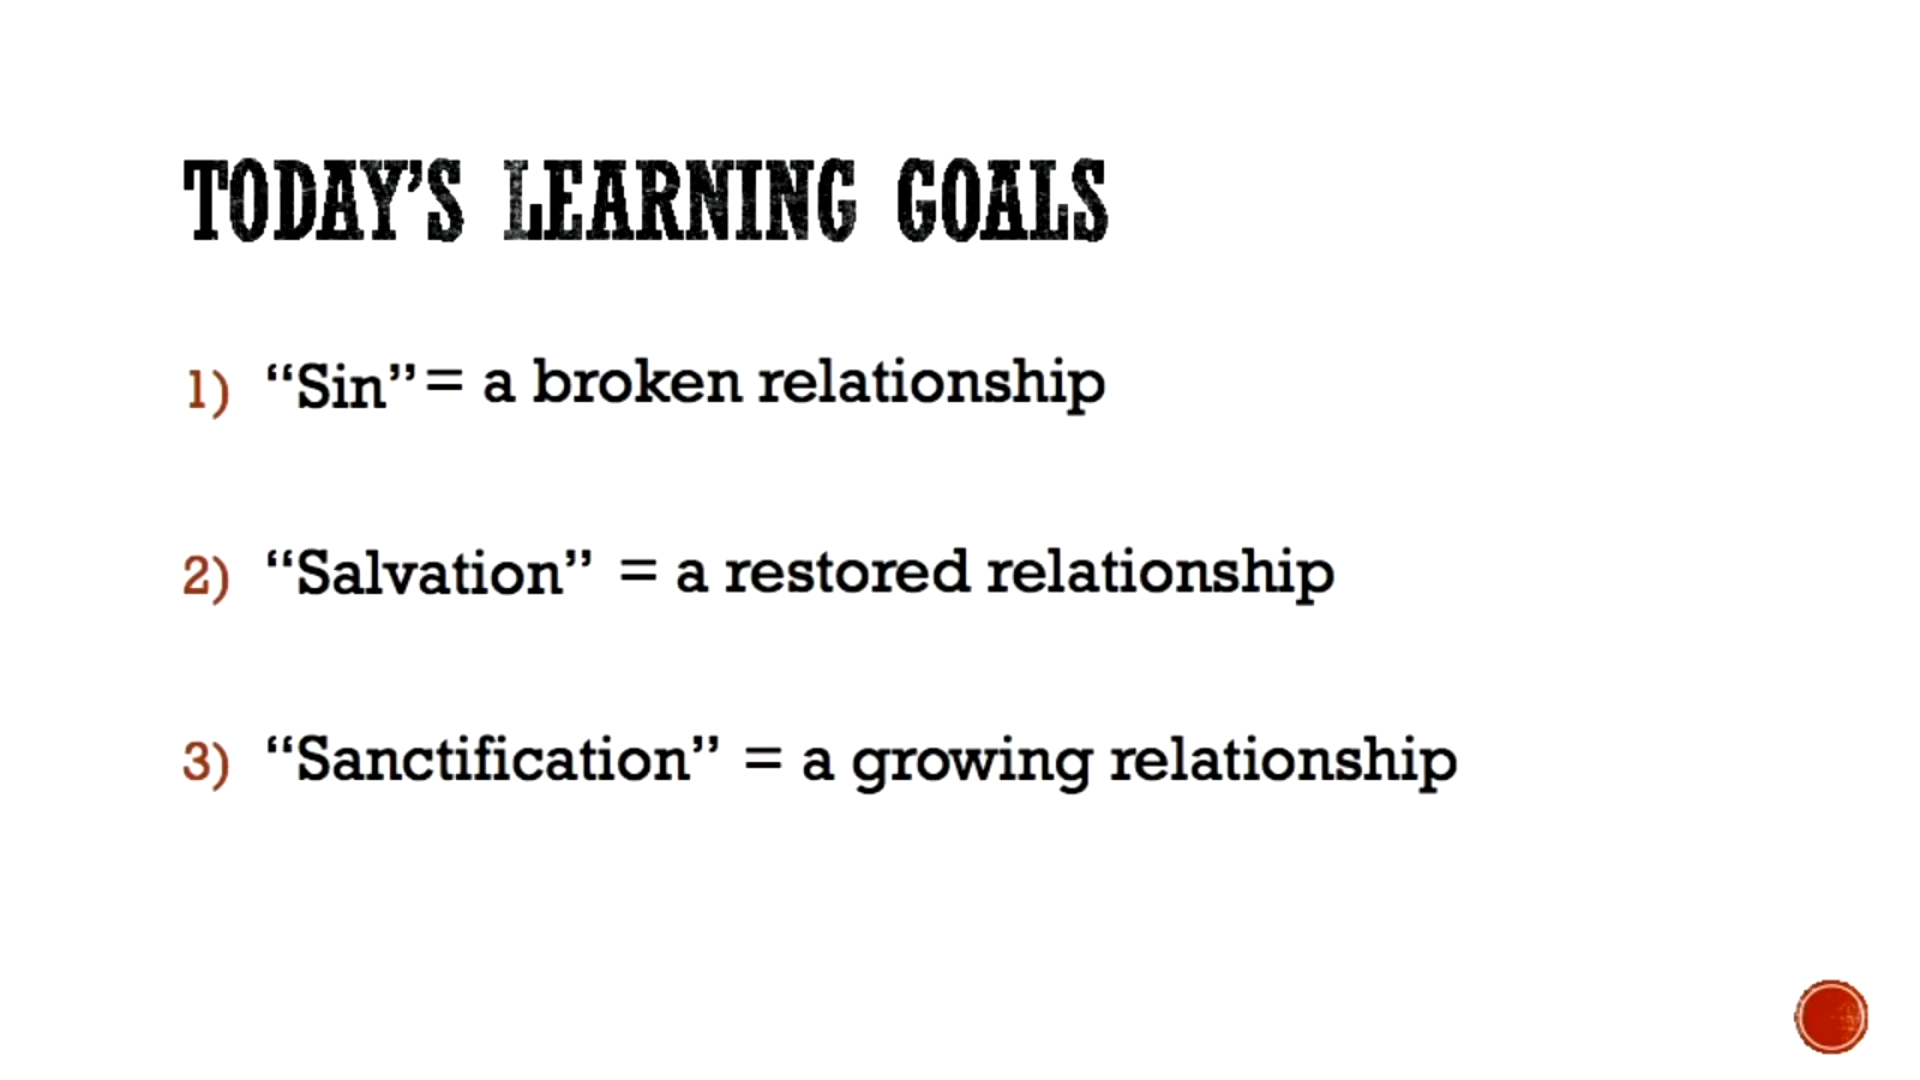 TODAY'S LEARNING GOALS
1) “Sin” = a broken relationship
2) “Salvation” = a restored relationship
3) “Sanctification” = a growing relationship